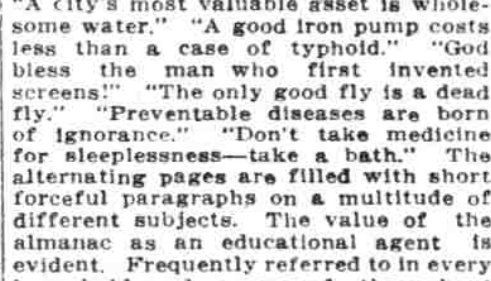 "A city's most valuable asset is whole-
some water." "A good iron pump costs
less than a case of typhoid." "God
bless the man who first invented
screens!" "The only good fly is a dead
fly." "Preventable diseases are born
of ignorance." "Don't take medicine
for sleeplessness—take a bath." The
alternating pages are filled with short
forceful paragraphs on a multitude of
different subjects. The value of the
almanac as an educational agent is
evident. Frequently referred to in every